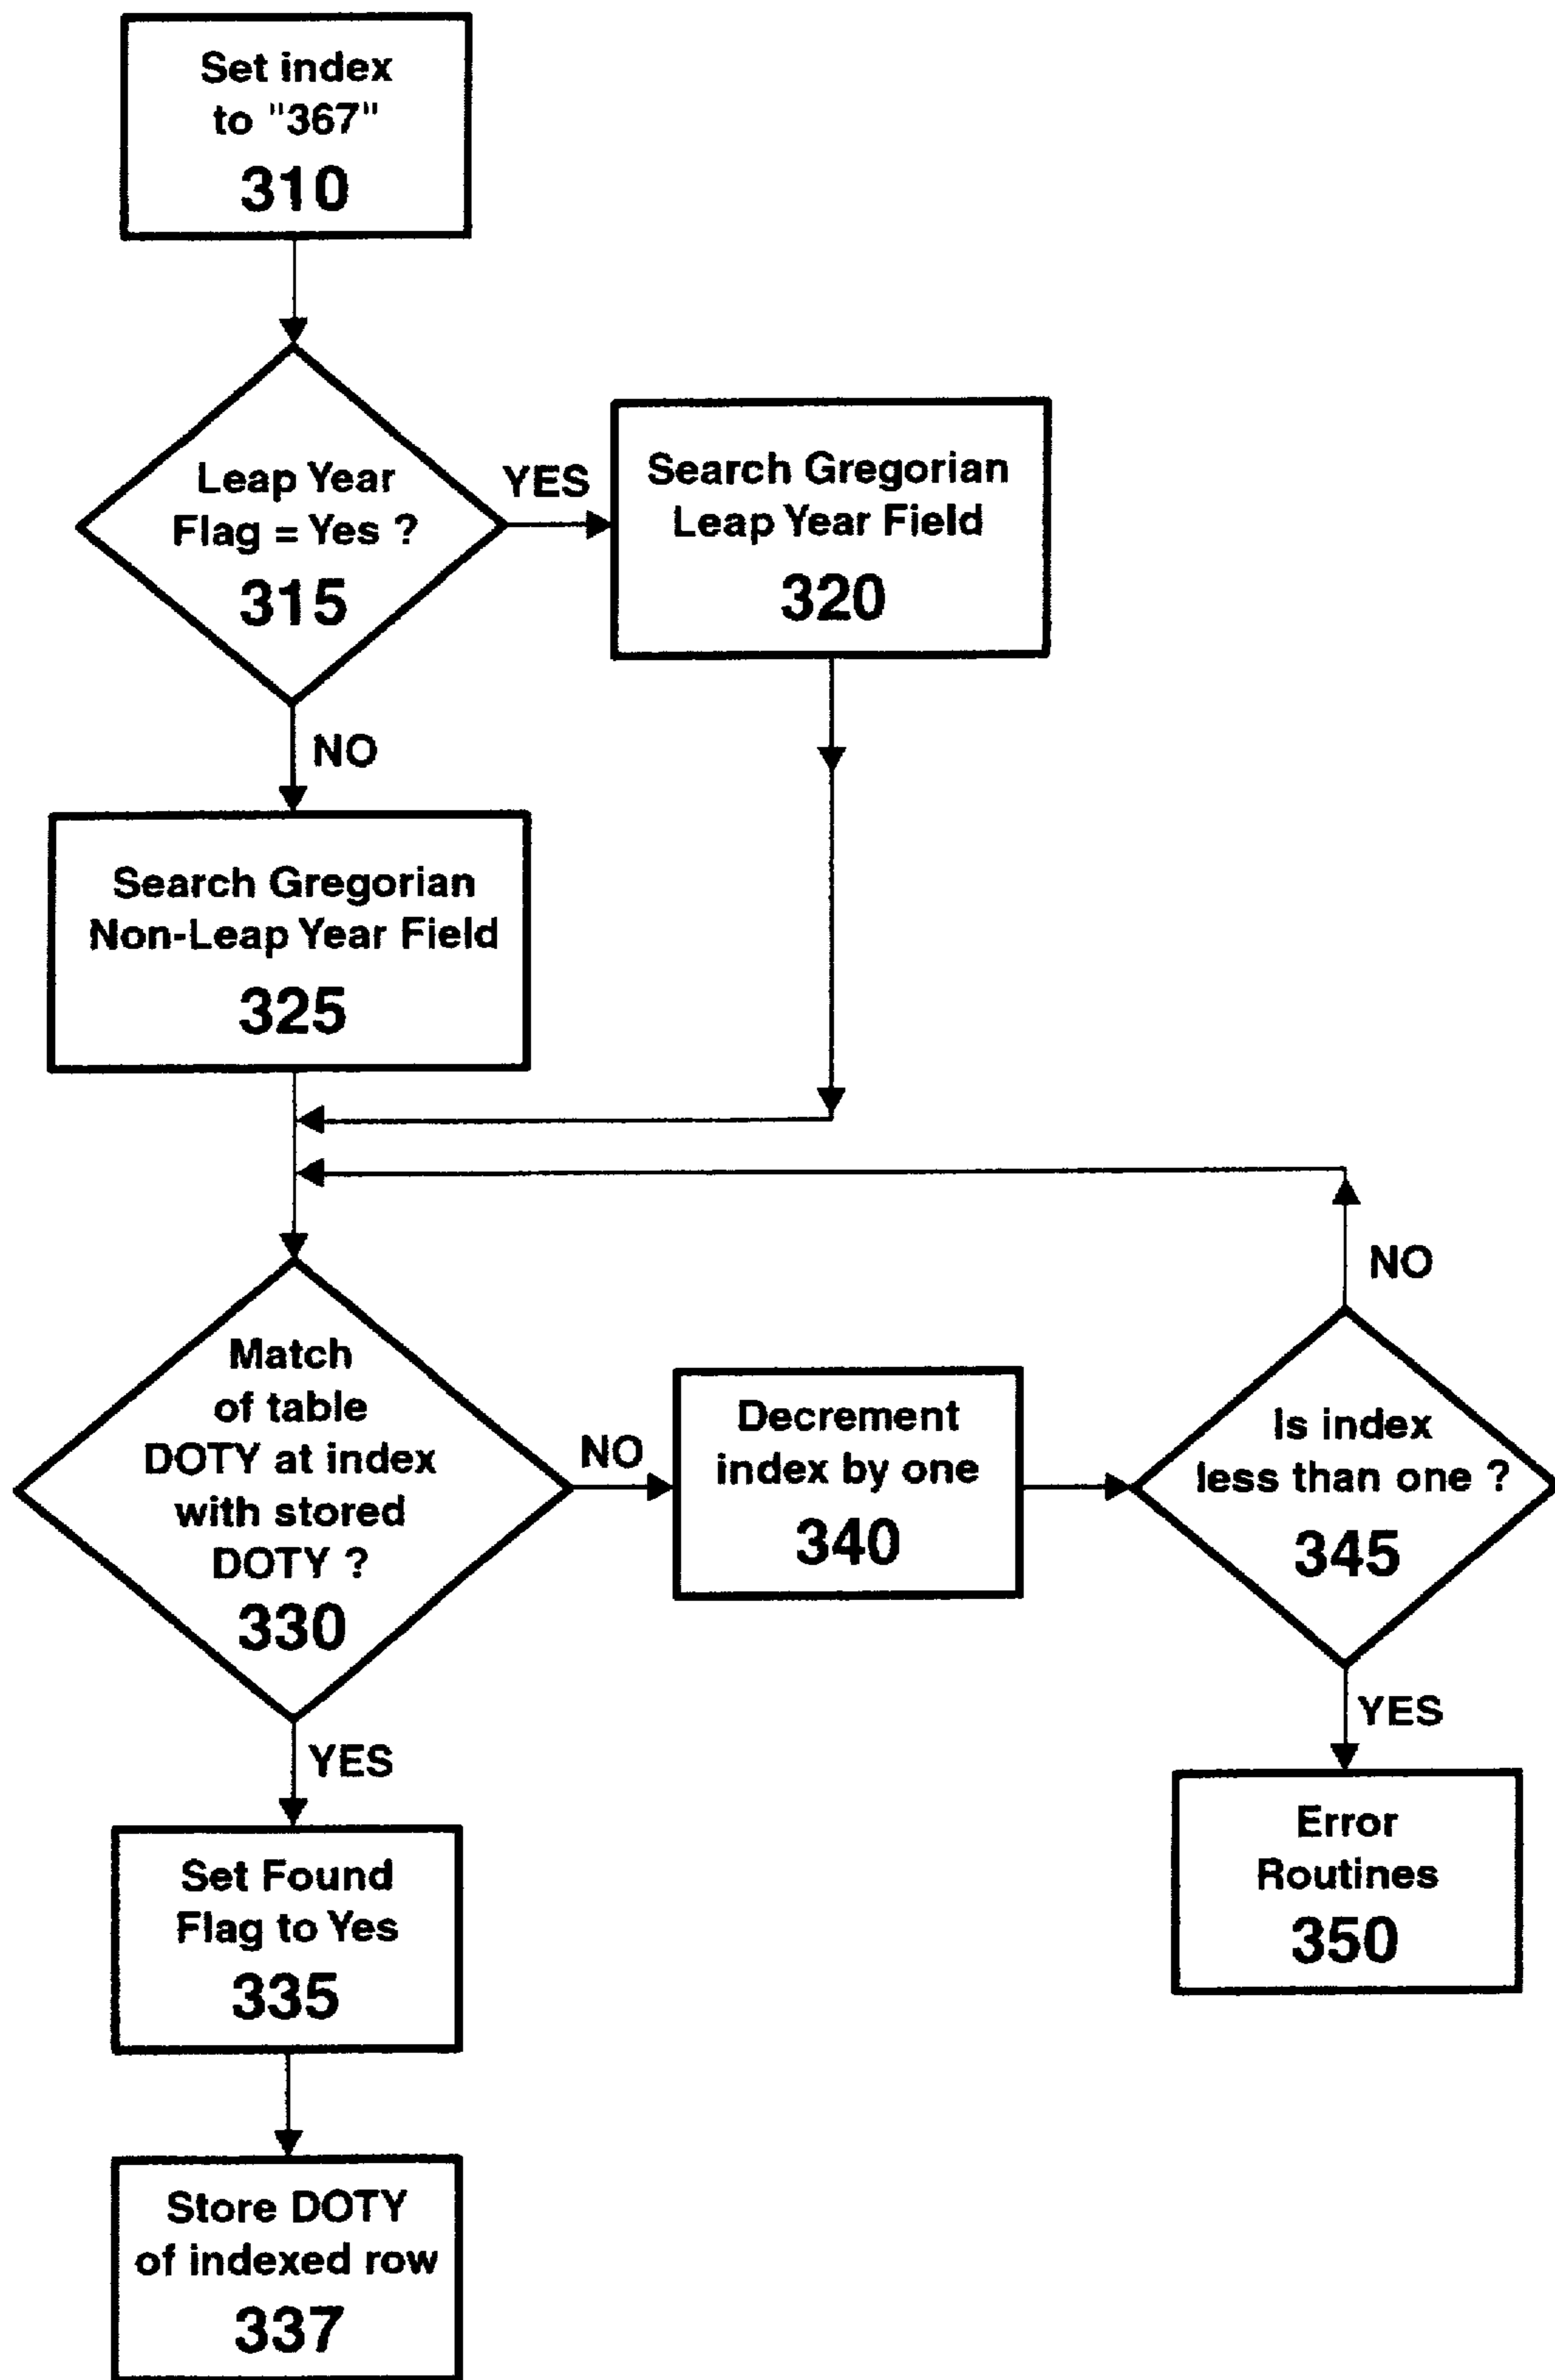 Set index
to "367"
310
Leap Year
Flag = Yes ?
315
YES
Search Gregorian
Leap Year Field
320
NO
Search Gregorian
Non-Leap Year Field
325
Match
of table
DOTY at index
with stored
DOTY ?
330
NO
Decrement
index by one
340
Is index
less than one ?
345
NO
YES
Error
Routines
350
YES
Set Found
Flag to Yes
335
Store DOTY
of indexed row
337